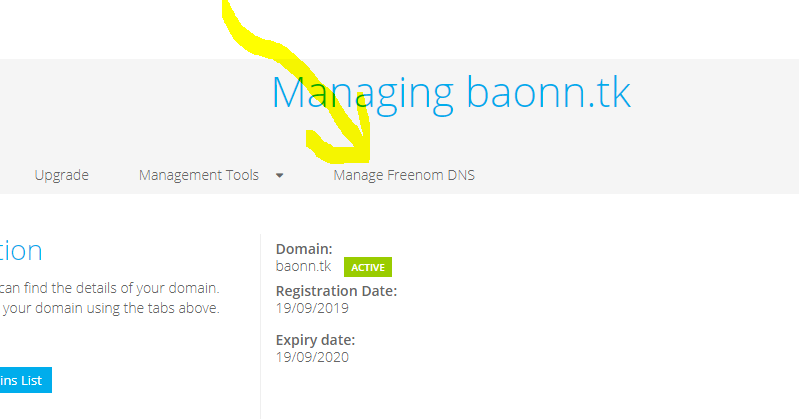 Managing baonn.tk
Upgrade Management Tools Manage Freenom DNS
tion
can find the details of your domain.
your domain using the tabs above.
ins List
Domain:
baonn.tk ACTIVE
Registration Date:
19/09/2019
Expiry date:
19/09/2020